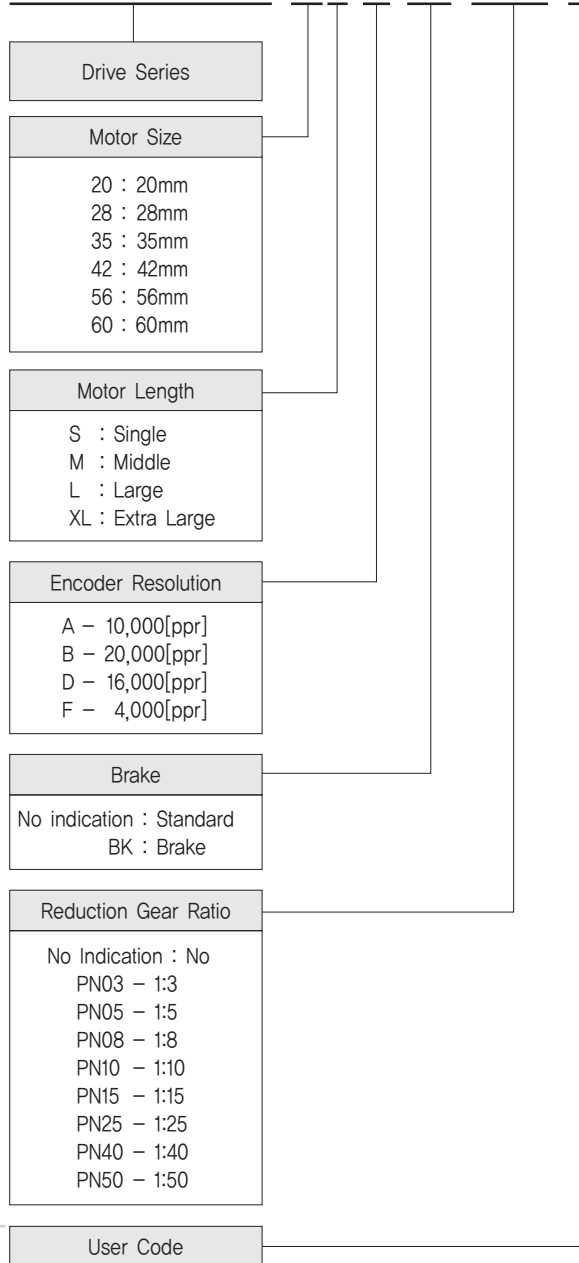 Drive Series
Motor Size
20 : 20mm
28 : 28mm
35 : 35mm
42 : 42mm
56 : 56mm
60 : 60mm
Motor Length
S : Single
M : Middle
L : Large
XL : Extra Large
Encoder Resolution
A - 10,000[ppr]
B - 20,000[ppr]
D - 16,000[ppr]
F - 4,000[ppr]
Brake
No indication : Standard
BK : Brake
Reduction Gear Ratio
No Indication : No
PN03 - 1:3
PN05 - 1:5
PN08 - 1:8
PN10 - 1:10
PN15 - 1:15
PN25 - 1:25
PN40 - 1:40
PN50 - 1:50
User Code